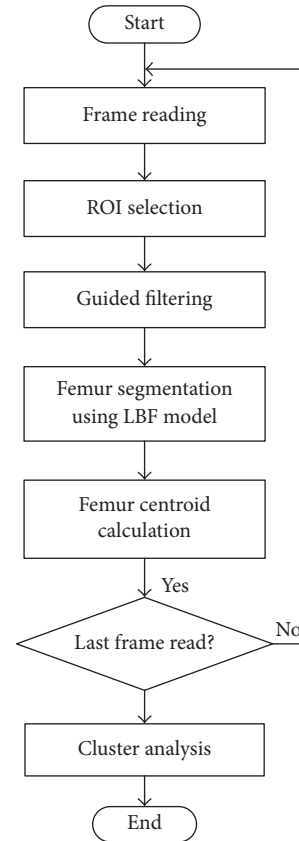 Start
Frame reading
ROI selection
Guided filtering
Femur segmentation
using LBF model
Femur centroid
calculation
Yes
Last frame read?
No
Cluster analysis
End